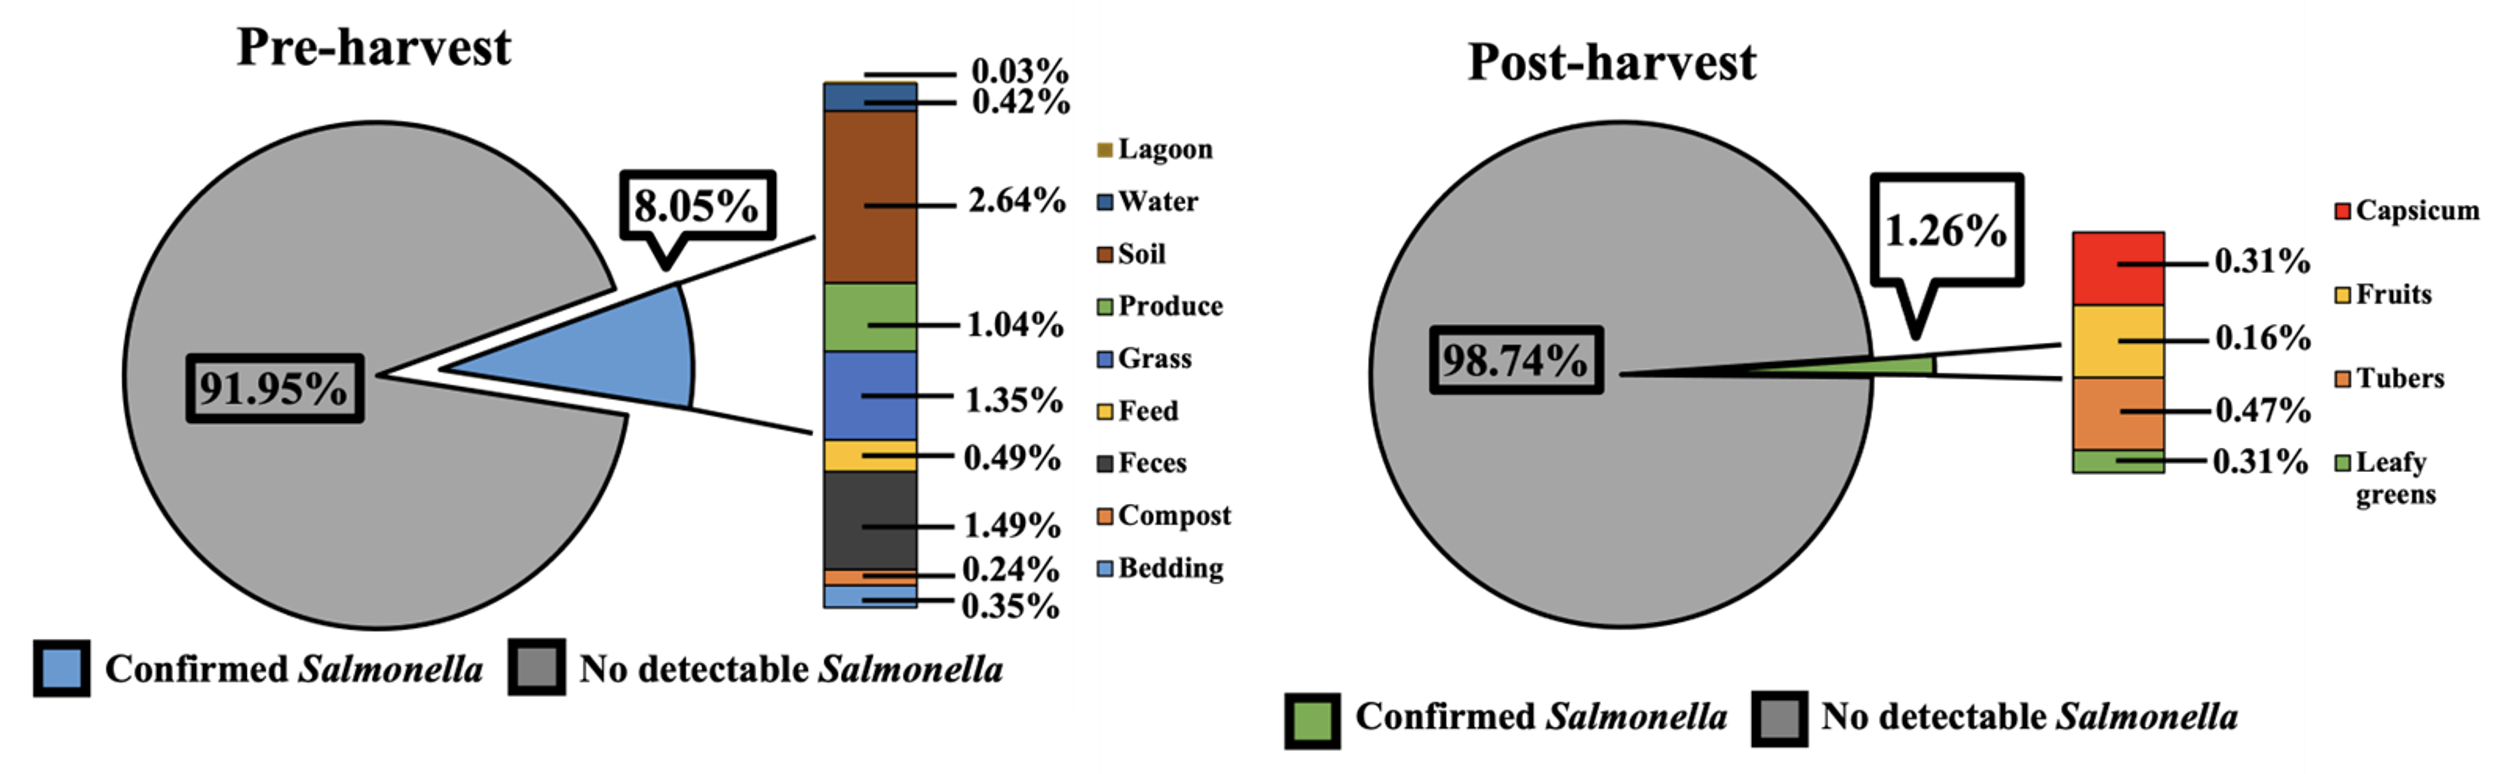 Pre-harvest
91.95%
8.05%
0.03%
0.42%
2.64%
1.04%
1.35%
0.49%
1.49%
0.24%
0.35%
Lagoon
Water
Soil
Produce
Grass
Feed
Feces
Compost
Bedding
Confirmed Salmonella
No detectable Salmonella
Post-harvest
98.74%
1.26%
0.31%
0.16%
0.47%
0.31%
Capsicum
Fruits
Tubers
Leafy
greens
Confirmed Salmonella
No detectable Salmonella